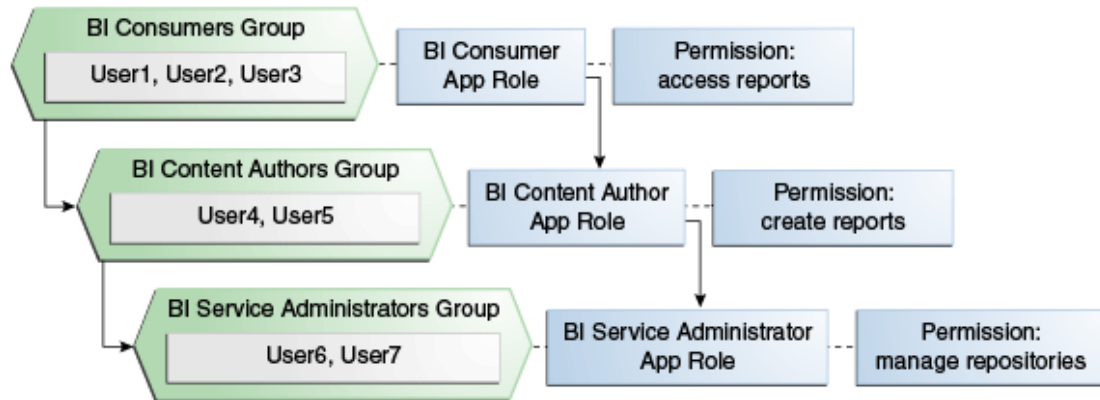 BI Consumers Group
User1, User2, User3
BI Consumer
App Role
Permission:
access reports
BI Content Authors Group
User4, User5
BI Content Author
App Role
Permission:
create reports
BI Service Administrators Group
User6, User7
BI Service Administrator
App Role
Permission:
manage repositories